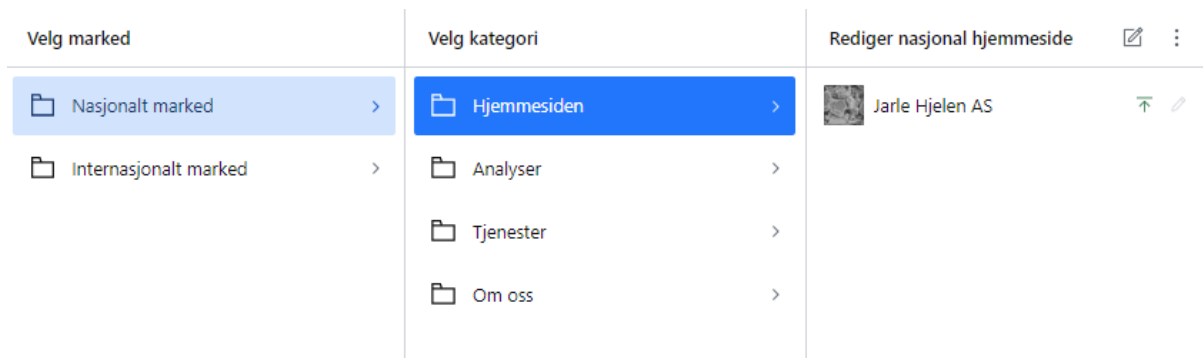 Velg marked
Nasjonalt marked
Internasjonalt marked
Velg kategori
Hjemmesiden
Analyser
Tjenester
Om oss
Rediger nasjonal hjemmeside
Jarle Hjelen AS